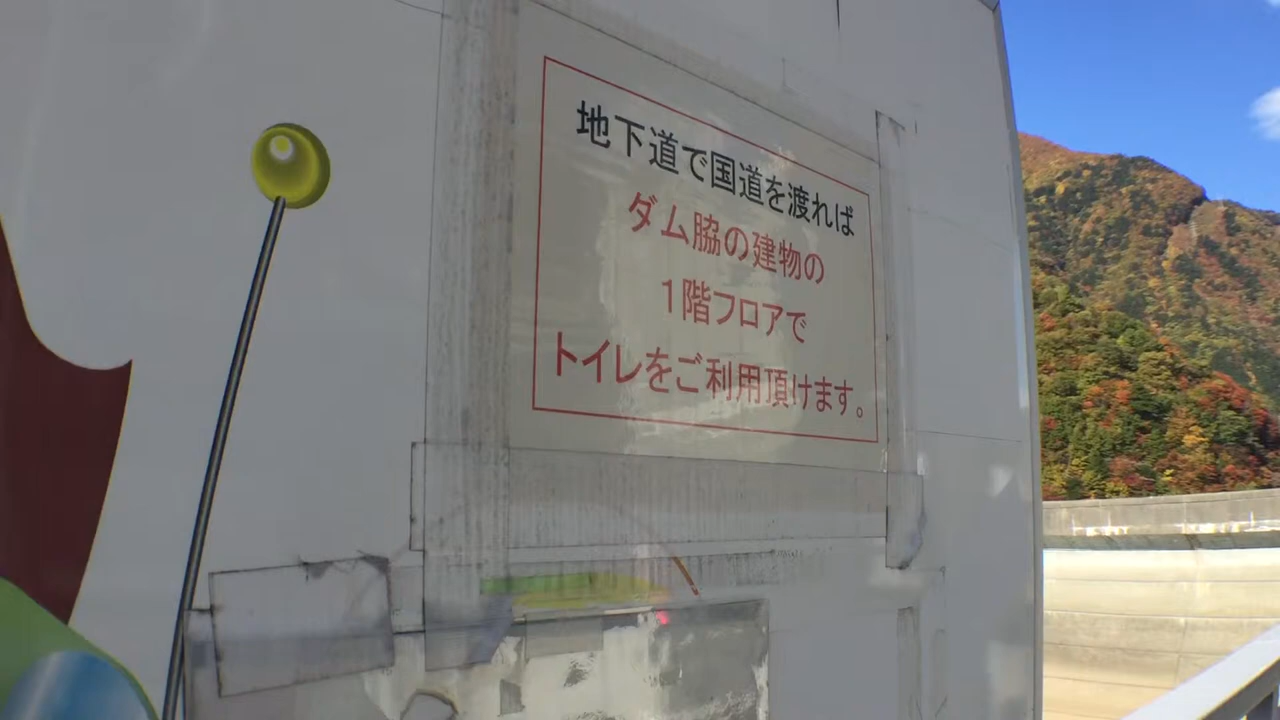 地下道で国道を渡れば
ダム脇の建物の
1階フロアで
トイレをご利用頂けます。